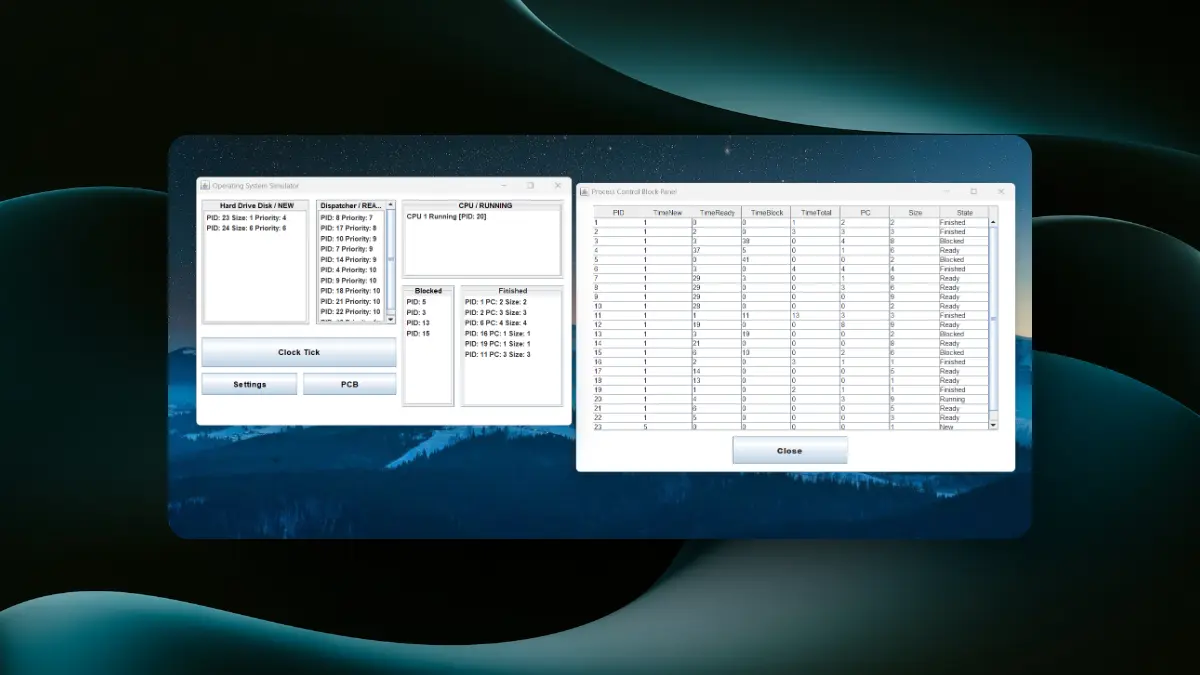 Operating System Simulator
Hard Drive Disk / NEW
PID: 23 Size: 1 Priority: 4
PID: 24 Size: 6 Priority: 6
Dispatcher / REA...
PID: 8 Priority: 7
PID: 17 Priority: 8
PID: 10 Priority: 9
PID: 7 Priority: 9
PID: 14 Priority: 9
PID: 4 Priority: 10
PID: 9 Priority: 10
PID: 18 Priority: 10
PID: 21 Priority: 10
PID: 22 Priority: 10
CPU / RUNNING
CPU 1 Running [PID: 20]
Blocked
PID: 5
PID: 3
PID: 13
PID: 15
Finished
PID: 1 PC: 2 Size: 2
PID: 2 PC: 3 Size: 3
PID: 6 PC: 4 Size: 4
PID: 16 PC: 1 Size: 1
PID: 19 PC: 1 Size: 1
PID: 11 PC: 3 Size: 3
Clock Tick
Settings
PCB
Process Control Block Panel
PID TimeNew TimeReady TimeBlock TimeTotal PC Size State
1 1 0 0 1 2 2 Finished
2 1 2 0 3 3 3 Finished
3 1 3 38 0 4 8 Blocked
4 1 37 5 0 1 6 Ready
5 1 0 41 0 0 2 Blocked
6 1 3 0 4 4 4 Finished
7 1 29 3 0 1 9 Ready
8 1 29 0 0 3 6 Ready
9 1 29 0 0 0 9 Ready
10 1 28 0 0 0 2 Ready
11 1 1 11 13 3 3 Finished
12 1 19 0 0 8 9 Ready
13 1 3 19 0 0 2 Blocked
14 1 21 0 0 0 8 Ready
15 1 6 10 0 2 8 Blocked
16 1 2 0 3 1 1 Finished
17 1 14 0 0 0 5 Ready
18 1 13 0 0 0 1 Ready
19 1 1 0 2 1 1 Finished
20 1 4 0 0 3 9 Running
21 1 6 0 0 0 5 Ready
22 1 5 0 0 0 3 Ready
23 5 0 0 0 0 1 New
Close